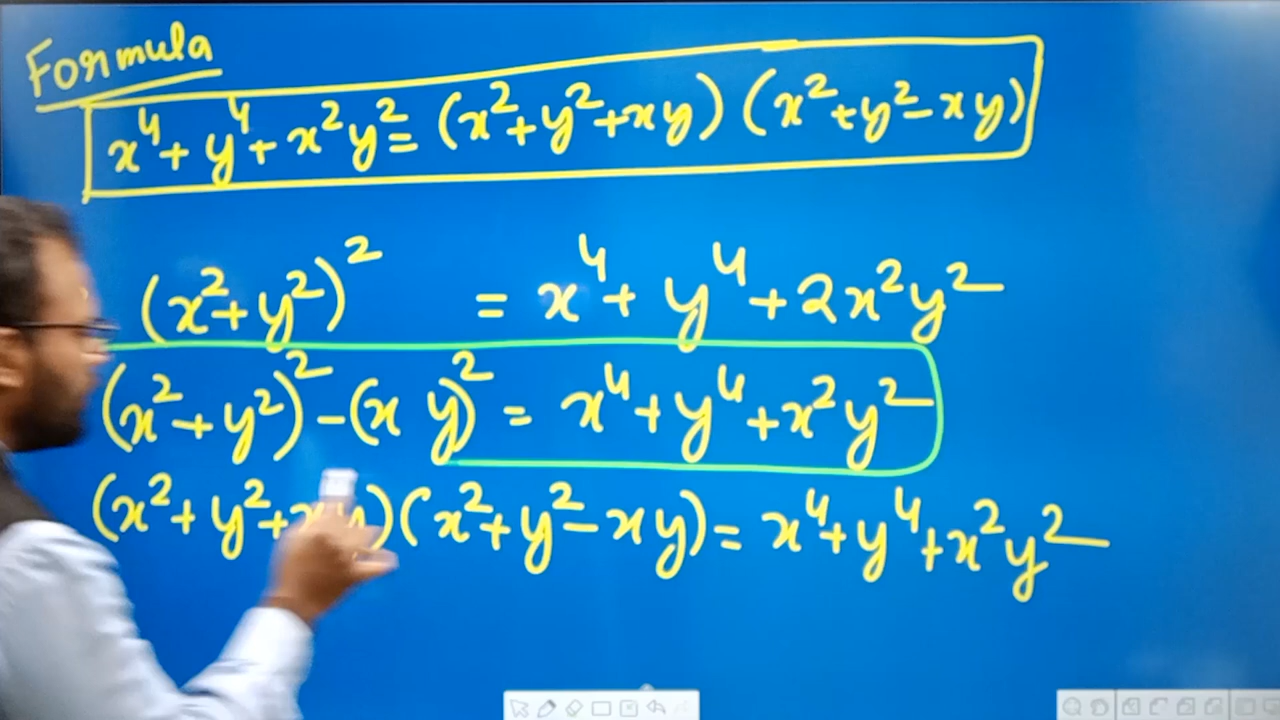 Formula
x⁴ + y⁴ + x²y² = (x² + y² + xy) (x² + y² - xy)
(x² + y²)² = x⁴ + y⁴ + 2x²y²
(x² + y²)² - (x y)² = x⁴ + y⁴ + x²y²
(x² + y² + xy) (x² + y² - xy) = x⁴ + y⁴ + x²y²